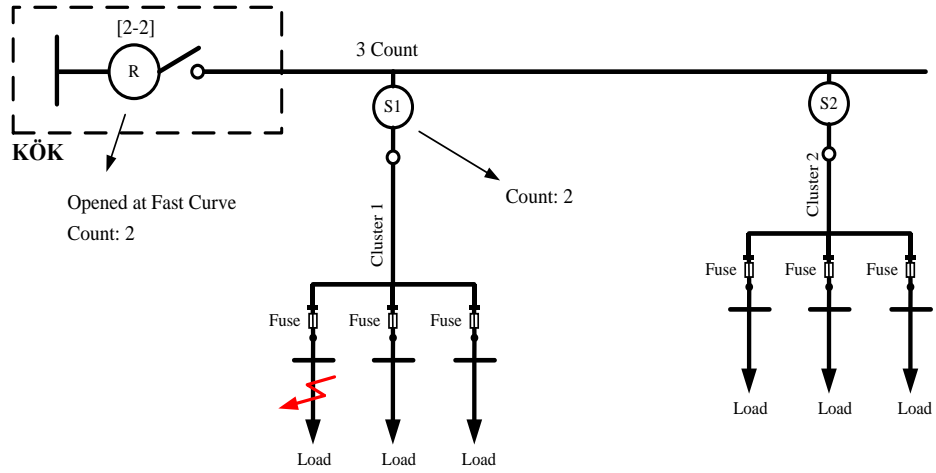 [2-2]
3 Count
R
S1
S2
KÖK
Opened at Fast Curve
Count: 2
Count: 2
Cluster 1
Cluster 2
Fuse
Fuse
Fuse
Fuse
Fuse
Fuse
Load
Load
Load
Load
Load
Load